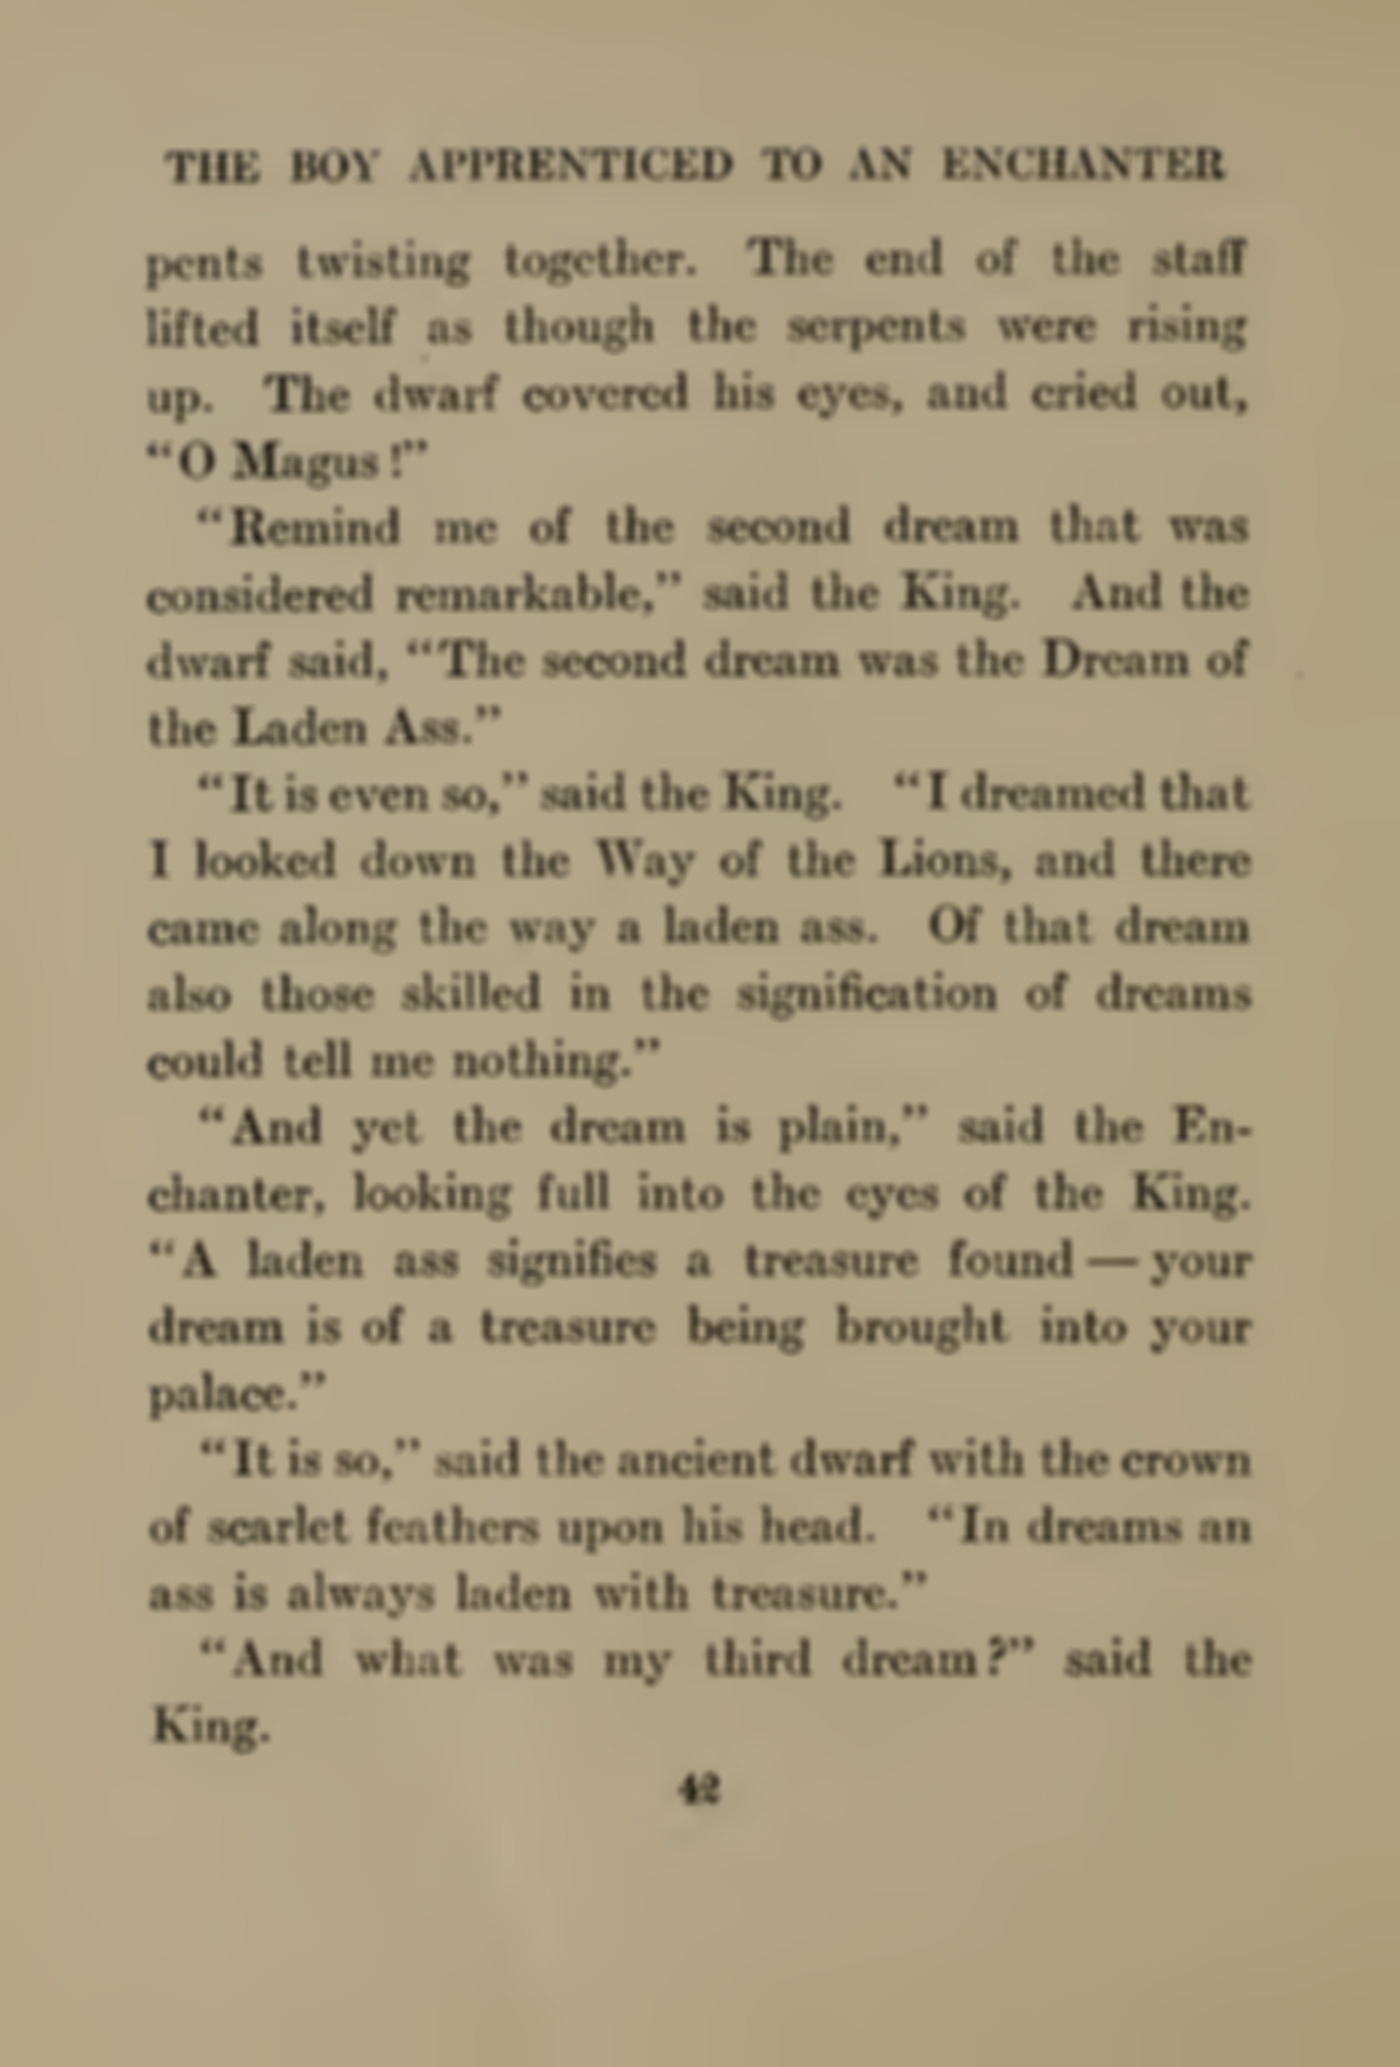 THE BOY APPRENTICED TO AN ENCHANTER
pents twisting together. The end of the staff
lifted itself as though the serpents were rising
up. The dwarf covered his eyes, and cried out,
“O Magus!”
“Remind me of the second dream that was
considered remarkable,” said the King. And the
dwarf said, “The second dream was the Dream of
the Laden Ass.”
“It is even so,” said the King. “I dreamed that
I looked down the Way of the Lions, and there
came along the way a laden ass. Of that dream
also those skilled in the signification of dreams
could tell me nothing.”
“And yet the dream is plain,” said the En-
chanter, looking full into the eyes of the King.
“A laden ass signifies a treasure found — your
dream is of a treasure being brought into your
palace.”
“It is so,” said the ancient dwarf with the crown
of scarlet feathers upon his head. “In dreams an
ass is always laden with treasure.”
“And what was my third dream?” said the
King.
42